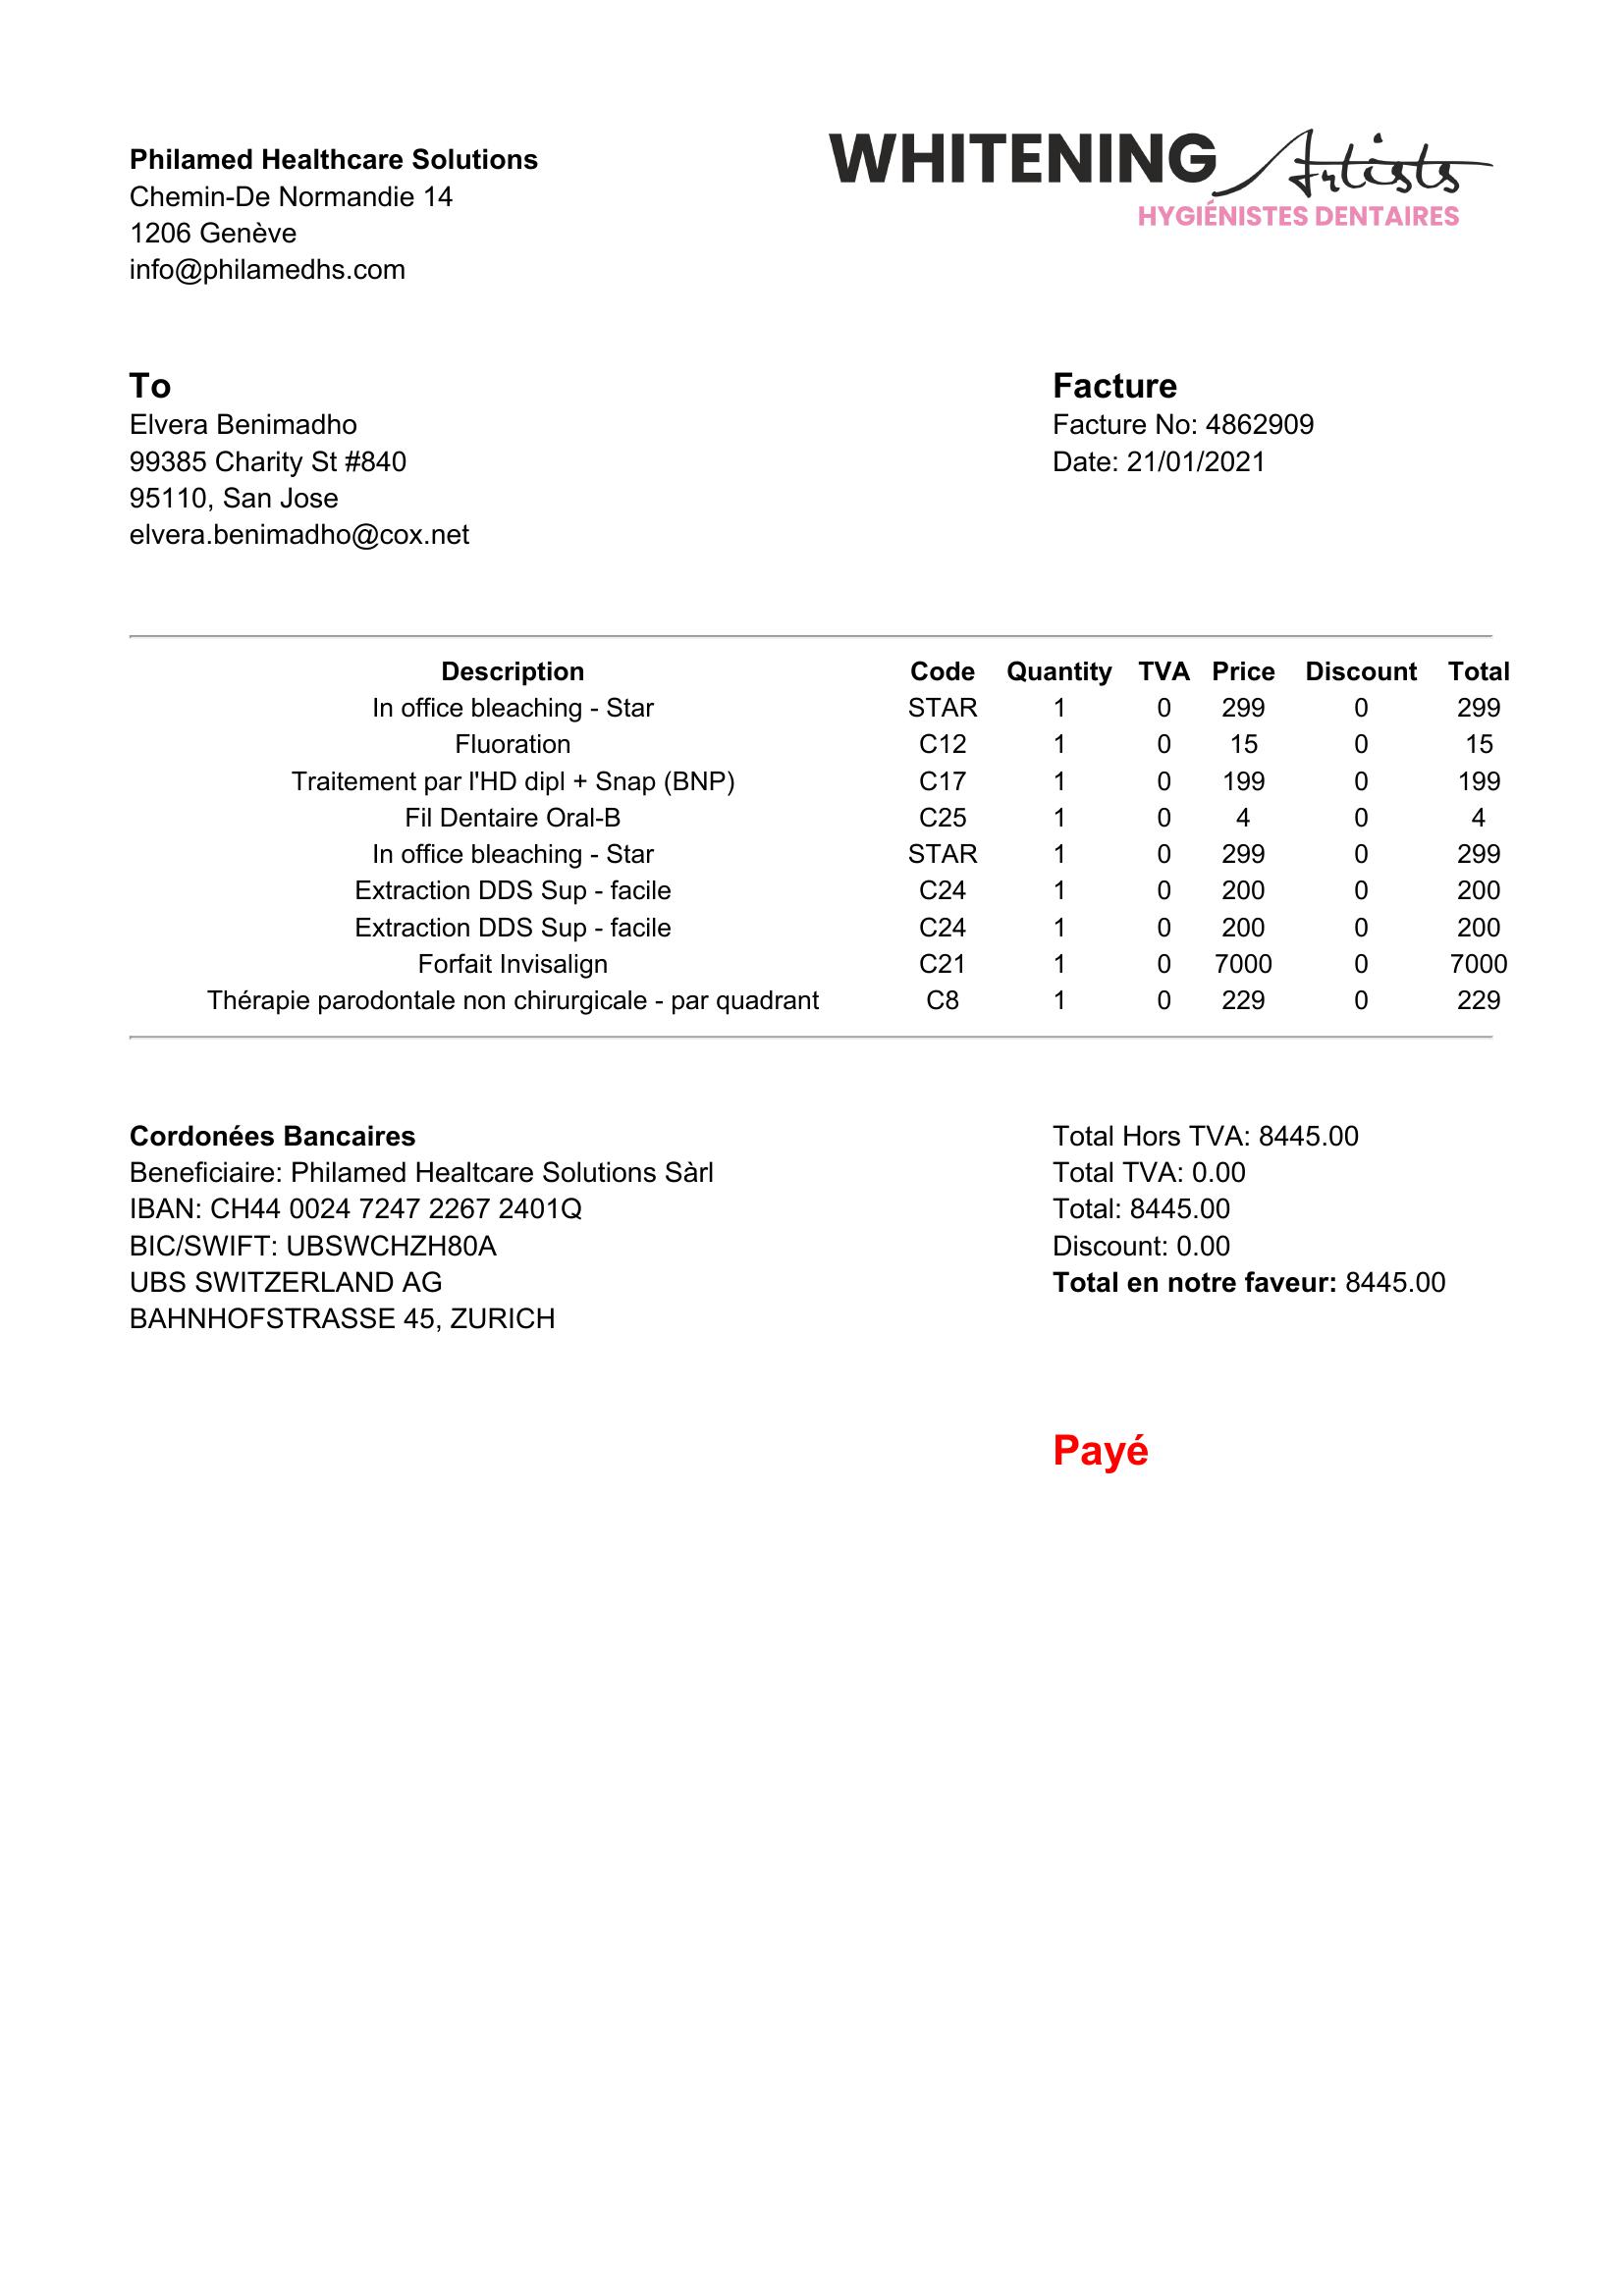 Philamed Healthcare Solutions
Chemin-De Normandie 14
1206 Genève
info@philamedhs.com
WHITENING Artists
HYGIÉNISTES DENTAIRES
To
Elvera Benimadho
99385 Charity St #840
95110, San Jose
elvera.benimadho@cox.net
Facture
Facture No: 4862909
Date: 21/01/2021
Description Code Quantity TVA Price Discount Total
In office bleaching - Star STAR 1 0 299 0 299
Fluoration C12 1 0 15 0 15
Traitement par l'HD dipl + Snap (BNP) C17 1 0 199 0 199
Fil Dentaire Oral-B C25 1 0 4 0 4
In office bleaching - Star STAR 1 0 299 0 299
Extraction DDS Sup - facile C24 1 0 200 0 200
Extraction DDS Sup - facile C24 1 0 200 0 200
Forfait Invisalign C21 1 0 7000 0 7000
Thérapie parodontale non chirurgicale - par quadrant C8 1 0 229 0 229
Cordonées Bancaires
Beneficiaire: Philamed Healtcare Solutions Sàrl
IBAN: CH44 0024 7247 2267 2401Q
BIC/SWIFT: UBSWCHZH80A
UBS SWITZERLAND AG
BAHNHOFSTRASSE 45, ZURICH
Total Hors TVA: 8445.00
Total TVA: 0.00
Total: 8445.00
Discount: 0.00
Total en notre faveur: 8445.00
Payé